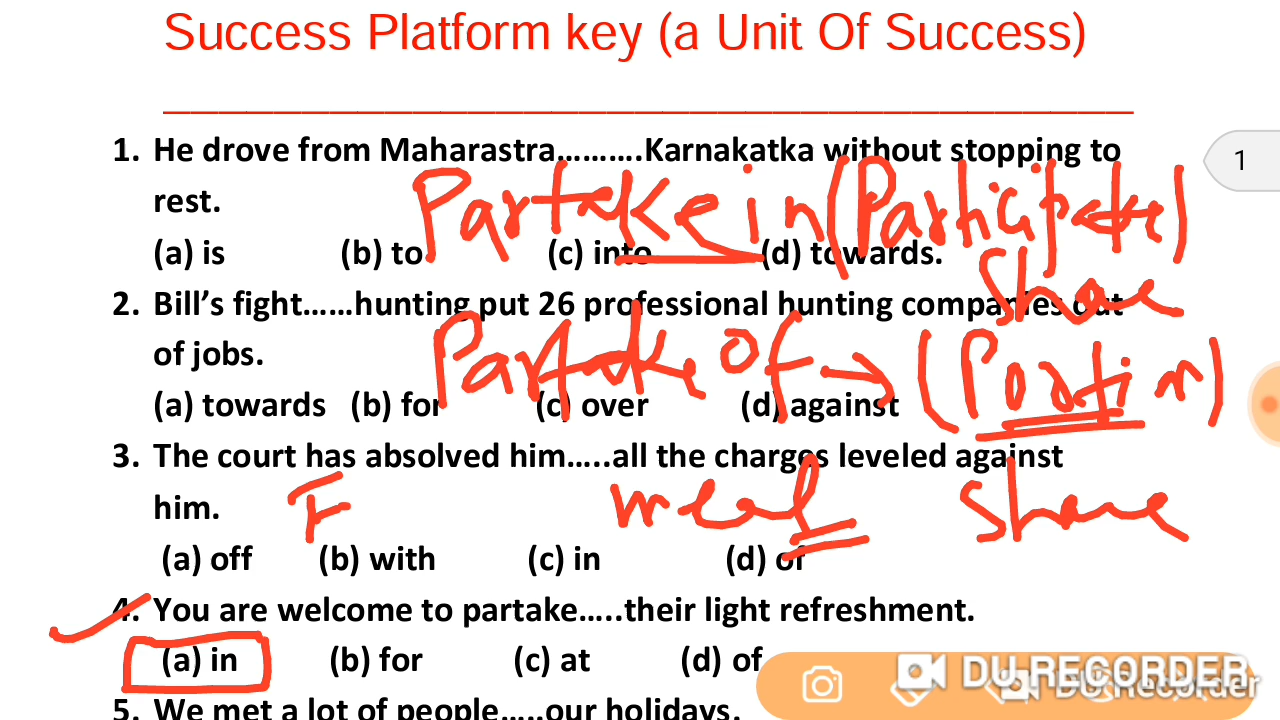 Success Platform key (a Unit Of Success)
1. He drove from Maharastra……….Karnakatka without stopping to
rest.
Partake in (Participate)
(a) is (b) to (c) into (d) towards.
Share
2. Bill’s fight……hunting put 26 professional hunting companies out
of jobs.
Partake of → (Portin)
(a) towards (b) for (c) over (d) against
3. The court has absolved him…..all the charges leveled against
him.
F meal Share
(a) off (b) with (c) in (d) of
4. You are welcome to partake…..their light refreshment.
(a) in (b) for (c) at (d) of
5. We met a lot of people…..our holidays.
1
DU RECORDER
Du Recorder